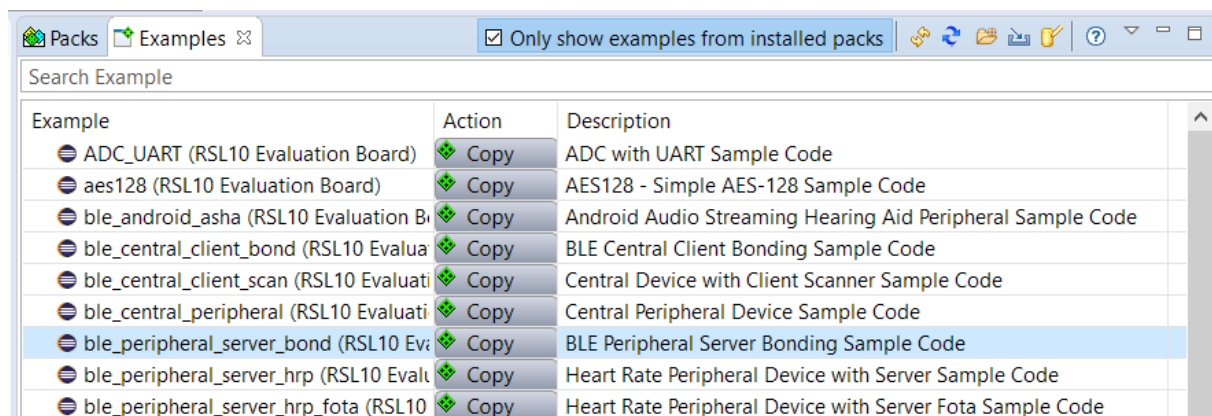 Packs Examples Only show examples from installed packs
Search Example
Example Action Description
ADC_UART (RSL10 Evaluation Board) Copy ADC with UART Sample Code
aes128 (RSL10 Evaluation Board) Copy AES128 - Simple AES-128 Sample Code
ble_android_asha (RSL10 Evaluation B Copy Android Audio Streaming Hearing Aid Peripheral Sample Code
ble_central_client_bond (RSL10 Evalua Copy BLE Central Client Bonding Sample Code
ble_central_client_scan (RSL10 Evaluati Copy Central Device with Client Scanner Sample Code
ble_central_peripheral (RSL10 Evaluati Copy Central Peripheral Device Sample Code
ble_peripheral_server_bond (RSL10 Eva Copy BLE Peripheral Server Bonding Sample Code
ble_peripheral_server_hrp (RSL10 Evalu Copy Heart Rate Peripheral Device with Server Sample Code
ble_peripheral_server_hrp_fota (RSL10 Copy Heart Rate Peripheral Device with Server Fota Sample Code